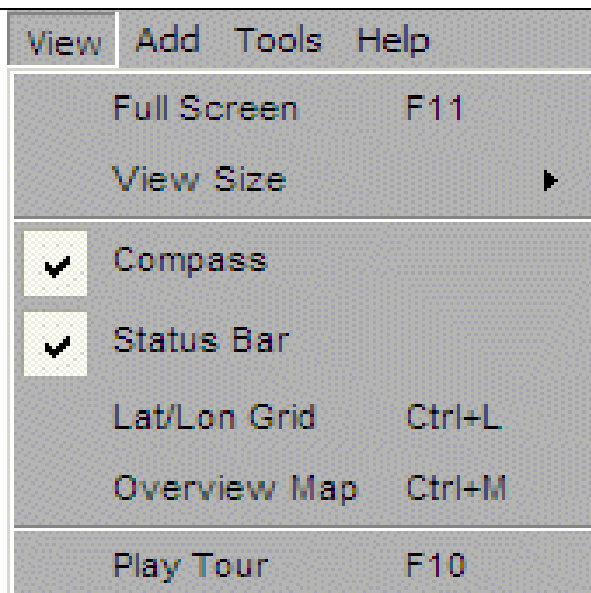 View Add Tools Help
Full Screen F11
View Size
Compass
Status Bar
Lat/Lon Grid Ctrl+L
Overview Map Ctrl+M
Play Tour F10